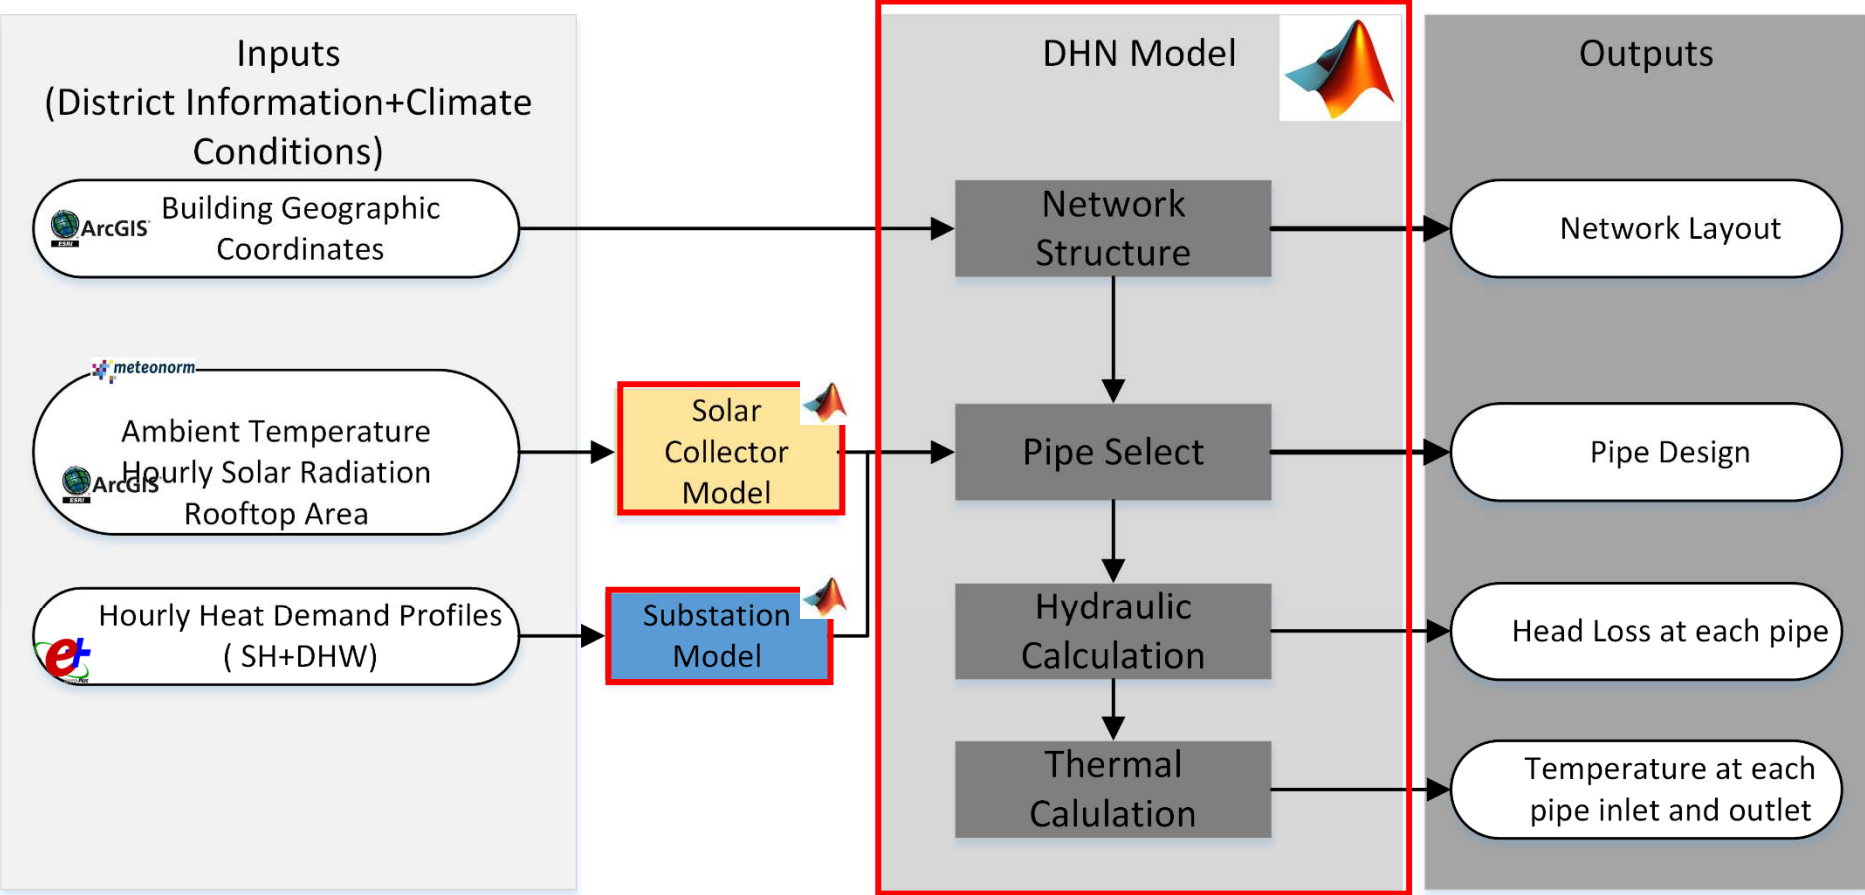 Inputs
(District Information+Climate
Conditions)
ArcGIS
ESRI
Building Geographic
Coordinates
meteonorm
Ambient Temperature
Hourly Solar Radiation
Rooftop Area
ArcGIS
ESRI
Hourly Heat Demand Profiles
( SH+DHW)
e+
Solar
Collector
Model
Substation
Model
DHN Model
Network
Structure
Pipe Select
Hydraulic
Calculation
Thermal
Calulation
Outputs
Network Layout
Pipe Design
Head Loss at each pipe
Temperature at each
pipe inlet and outlet